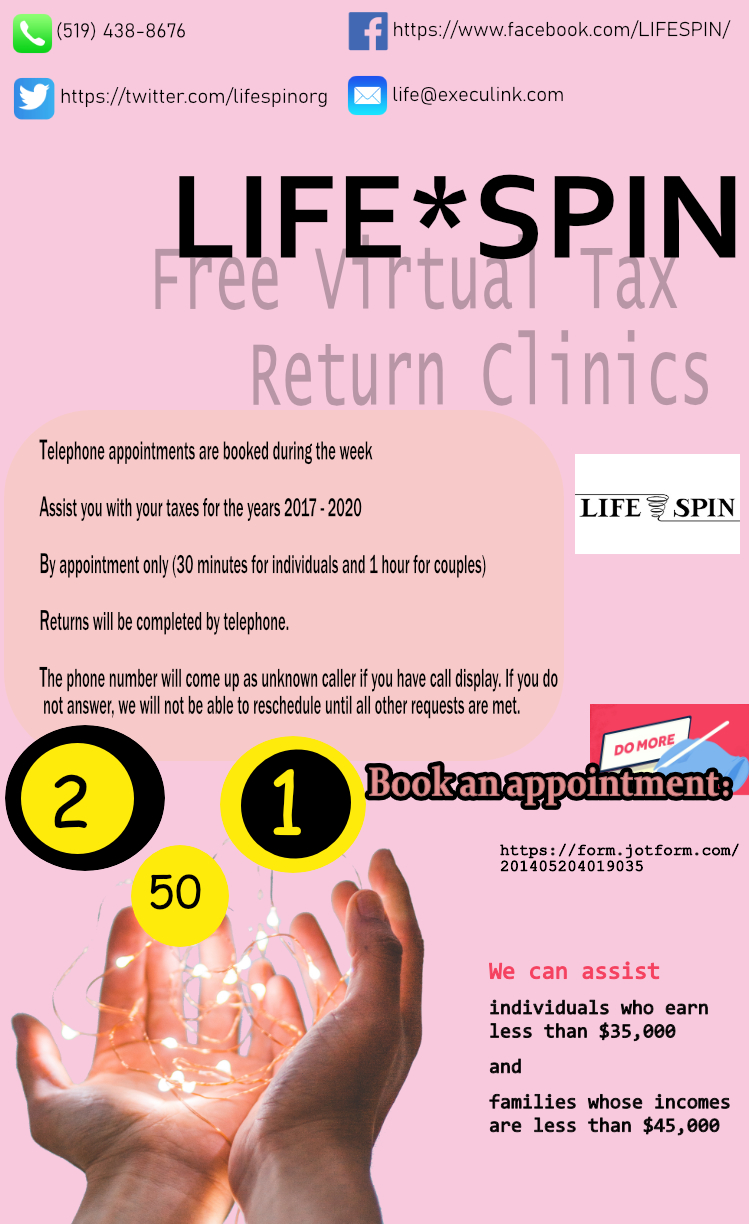 (519) 438-8676
https://www.facebook.com/LIFESPIN/
https://twitter.com/lifespinorg
life@execulink.com
LIFE*SPIN
Free Virtual Tax
Return Clinics
Telephone appointments are booked during the week
Assist you with your taxes for the years 2017 - 2020
By appointment only (30 minutes for individuals and 1 hour for couples)
Returns will be completed by telephone.
The phone number will come up as unknown caller if you have call display. If you do
not answer, we will not be able to reschedule until all other requests are met.
LIFE SPIN
DO MORE
2
1
50
Book an appointment:
https://form.jotform.com/
201405204019035
We can assist
individuals who earn
less than $35,000
and
families whose incomes
are less than $45,000